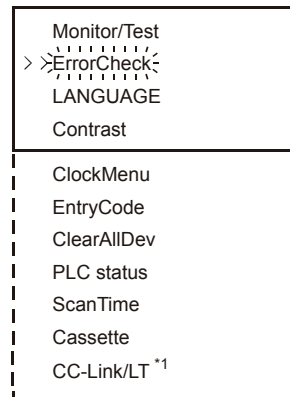 Monitor/Test
> >ErrorCheck
LANGUAGE
Contrast
ClockMenu
EntryCode
ClearAllDev
PLC status
ScanTime
Cassette
CC-Link/LT *1